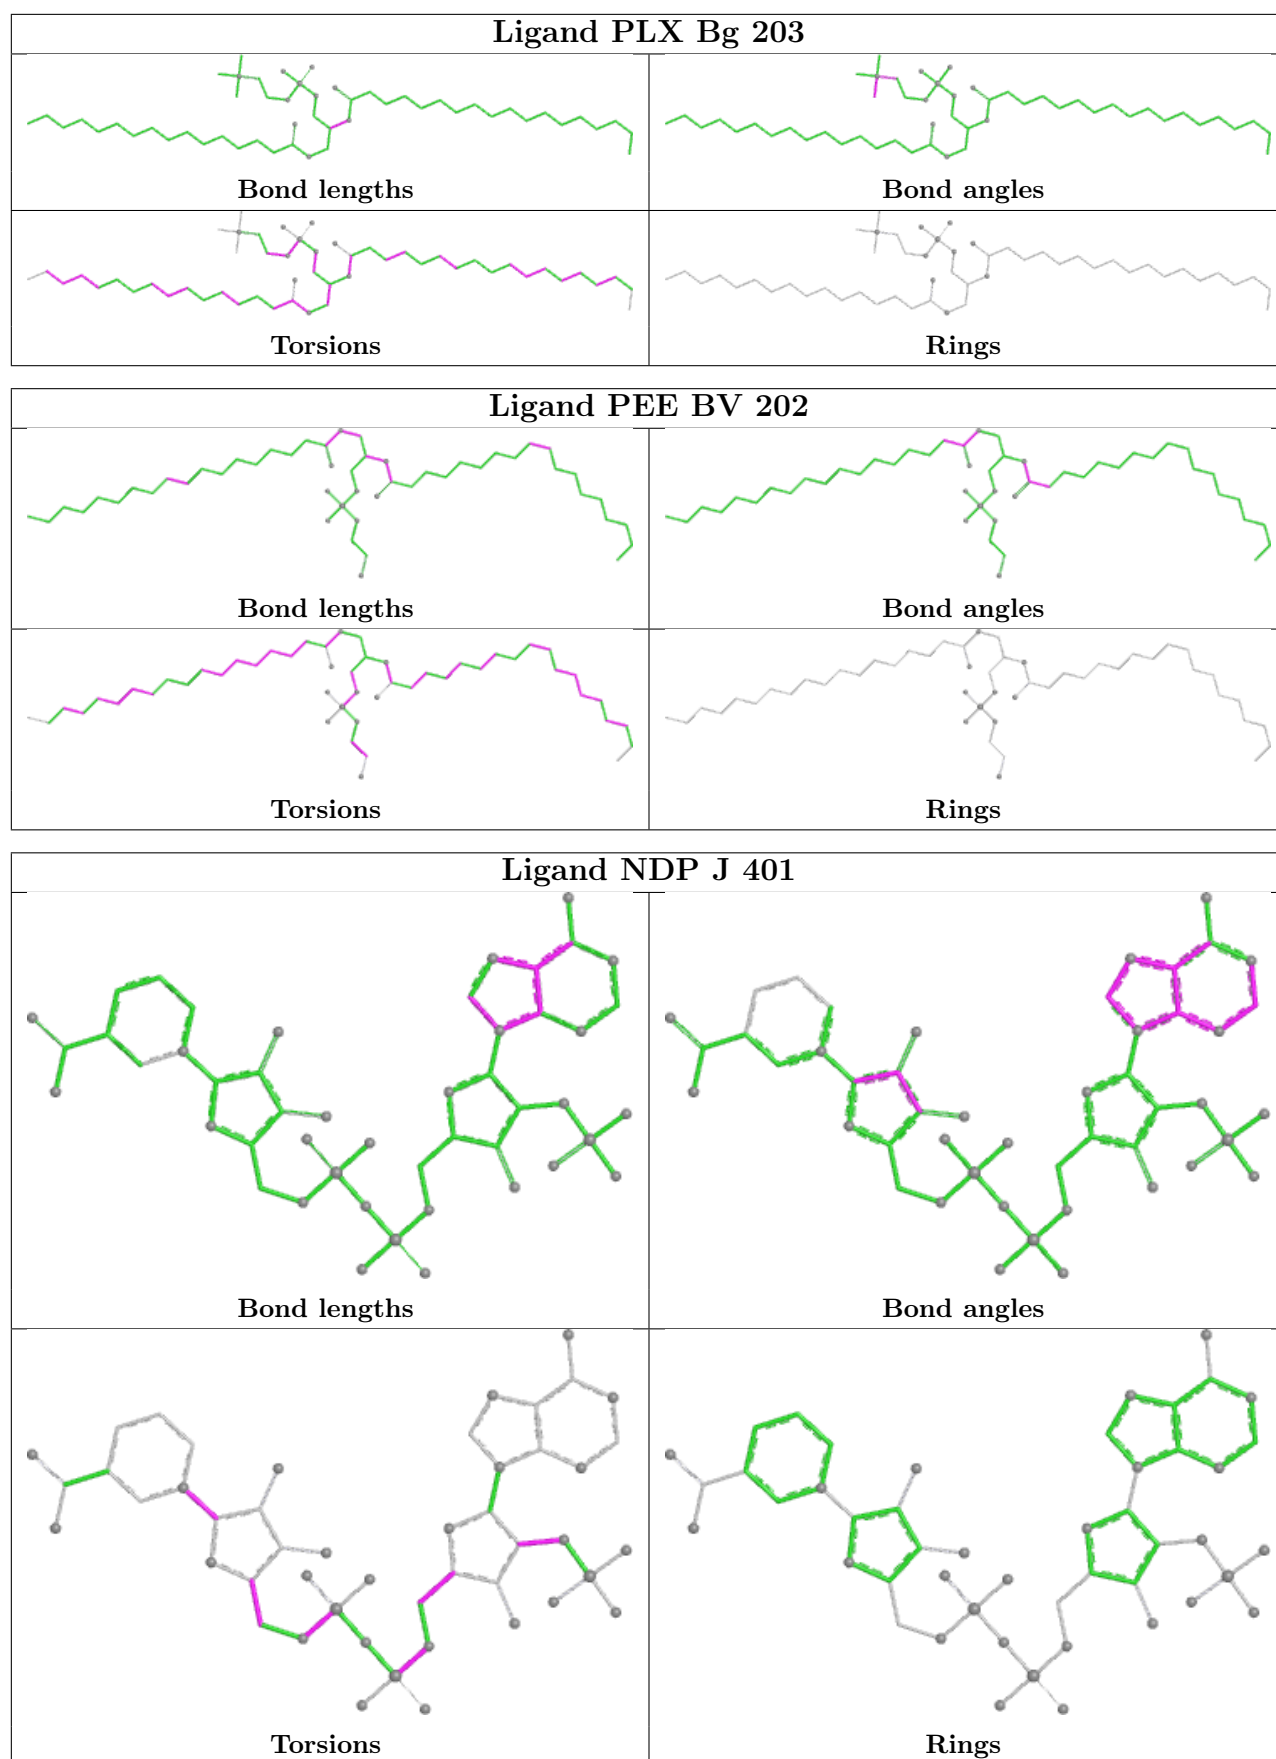 Ligand PLX Bg 203
Bond lengths
Bond angles
Torsions
Rings
Ligand PEE BV 202
Bond lengths
Bond angles
Torsions
Rings
Ligand NDP J 401
Bond lengths
Bond angles
Torsions
Rings